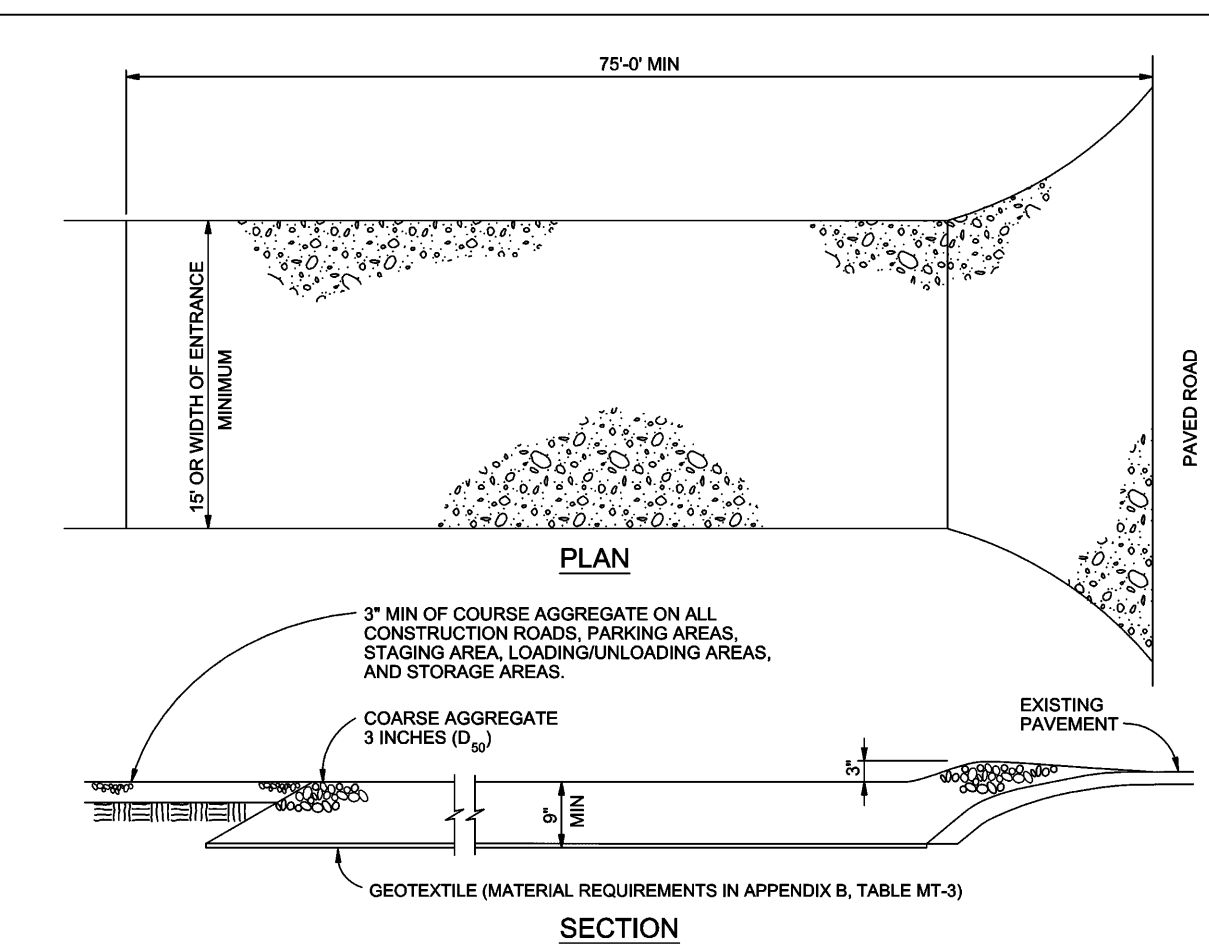 75'-0' MIN
15' OR WIDTH OF ENTRANCE
MINIMUM
PAVED ROAD
PLAN
3" MIN OF COURSE AGGREGATE ON ALL
CONSTRUCTION ROADS, PARKING AREAS,
STAGING AREA, LOADING/UNLOADING AREAS,
AND STORAGE AREAS.
COARSE AGGREGATE
3 INCHES (D50)
EXISTING
PAVEMENT
3"
9"
MIN
GEOTEXTILE (MATERIAL REQUIREMENTS IN APPENDIX B, TABLE MT-3)
SECTION